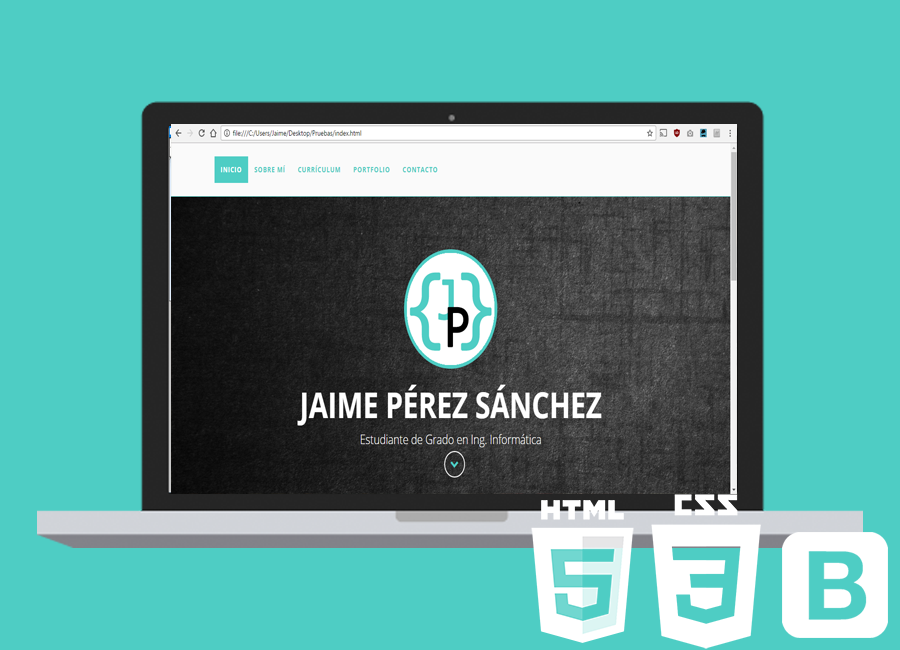 file:///C:/Users/Jaime/Desktop/Pruebas/index.html
INICIO SOBRE MÍ CURRÍCULUM PORTFOLIO CONTACTO
{JP}
JAIME PÉREZ SÁNCHEZ
Estudiante de Grado en Ing. Informática
HTML CSS
5 3 B